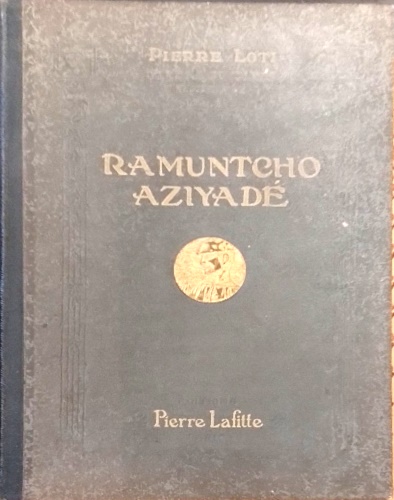 PIERRE LOTI
RAMUNTCHO
AZIYADÉ
Pierre Lafitte